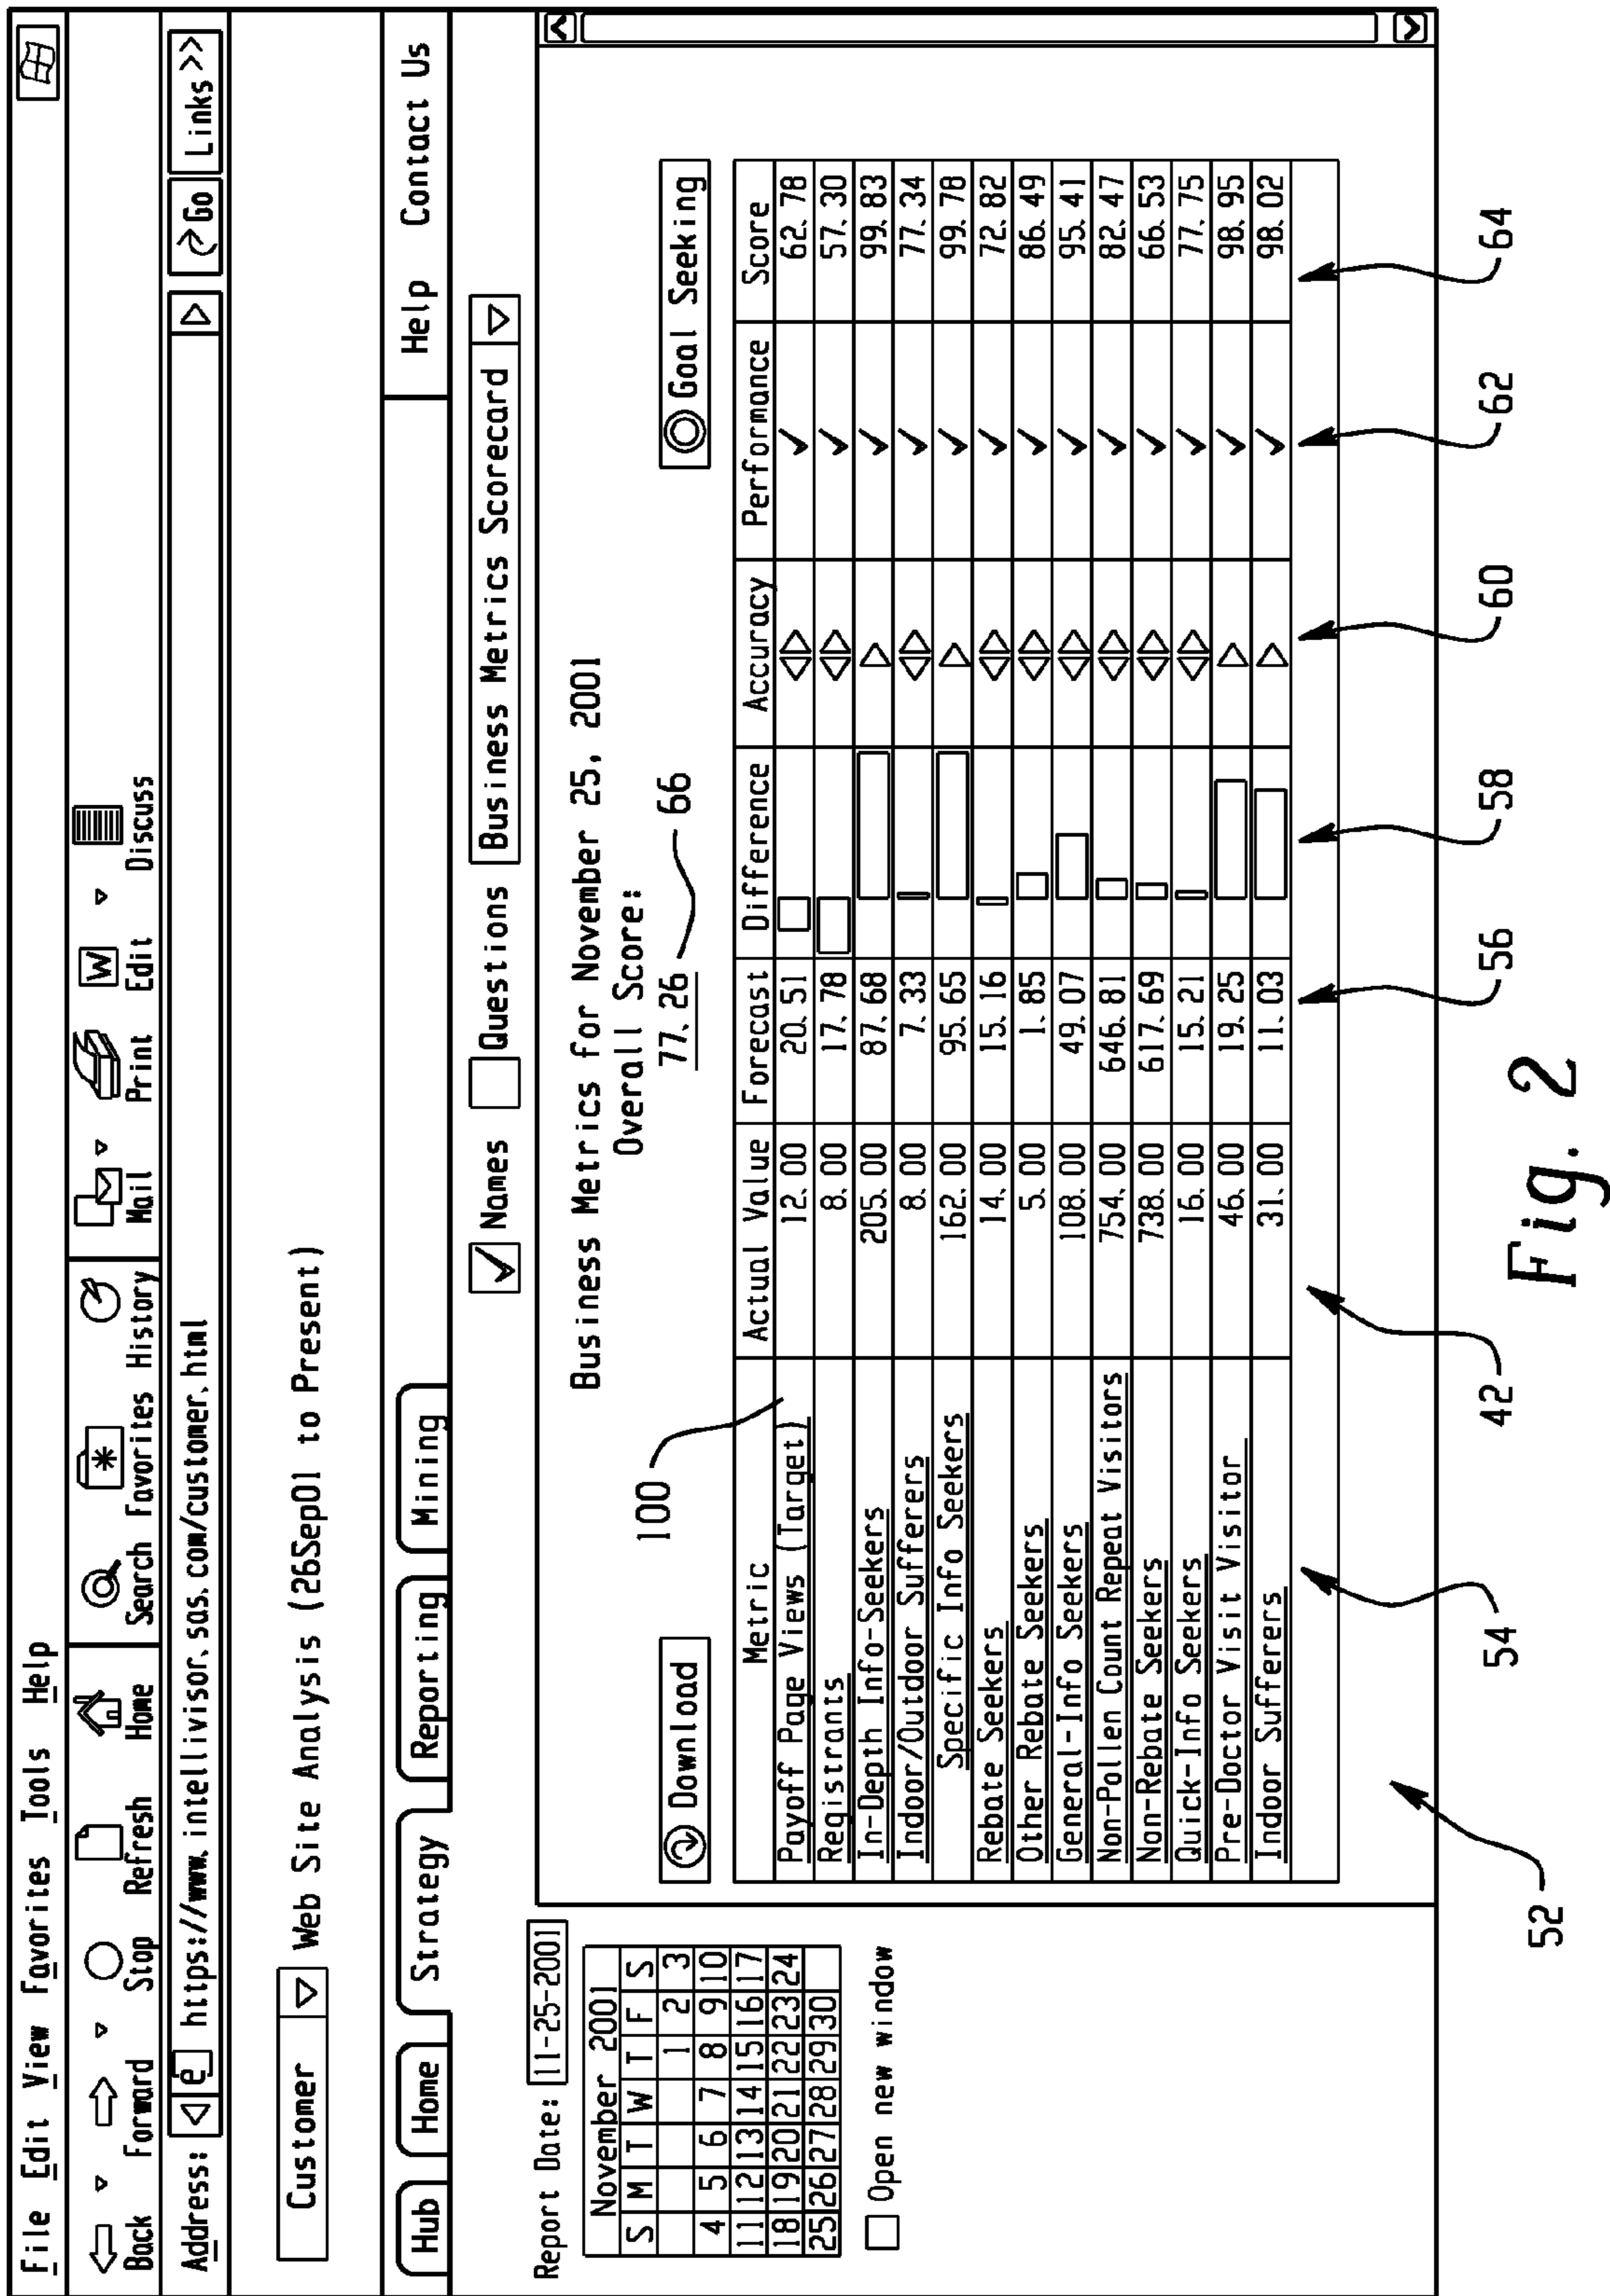 File Edit View Favorites Tools Help
Back Forward Stop Refresh Home Search Favorites History Mail Print Edit Discuss
Address: e https://www.intellivisor.sas.com/customer.html Go Links >>
Customer Web Site Analysis (26Sep01 to Present)
Hub Home Strategy Reporting Mining Help Contact Us
Names Questions Business Metrics Scorecard
Report Date: 11-25-2001
November 2001
S M T W T F S
1 2 3
4 5 6 7 8 9 10
11 12 13 14 15 16 17
18 19 20 21 22 23 24
25 26 27 28 29 30
Open new window
Business Metrics for November 25, 2001
Overall Score:
77.26 66
Download 100 Goal Seeking
Metric Actual Value Forecast Difference Accuracy Performance Score
Payoff Page Views (Target) 12.00 20.51 62.78
Registrants 8.00 17.78 57.30
In-Depth Info-Seekers 205.00 87.68 99.83
Indoor/Outdoor Sufferers 8.00 7.33 77.34
Specific Info Seekers 162.00 95.65 99.78
Rebate Seekers 14.00 15.16 72.82
Other Rebate Seekers 5.00 1.85 86.49
General-Info Seekers 108.00 49.07 95.41
Non-Pollen Count Repeat Visitors 754.00 646.81 82.47
Non-Rebate Seekers 738.00 617.69 66.53
Quick-Info Seekers 16.00 15.21 77.75
Pre-Doctor Visit Visitor 46.00 19.25 98.95
Indoor Sufferers 31.00 11.03 98.02
52 54 42 56 58 60 62 64
Fig. 2